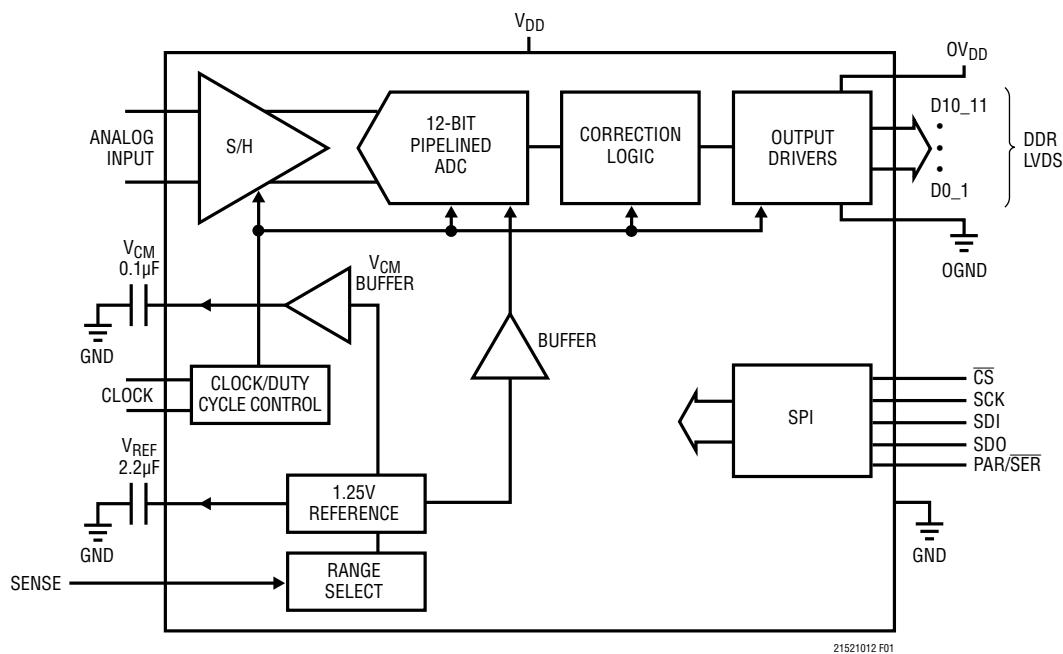 VDD
OVDD
ANALOG
INPUT
S/H
12-BIT
PIPELINED
ADC
CORRECTION
LOGIC
OUTPUT
DRIVERS
D10_11
•
•
•
D0_1
DDR
LVDS
OGND
VCM
0.1µF
GND
VCM
BUFFER
BUFFER
CLOCK
CLOCK/DUTY
CYCLE CONTROL
SPI
C̅S̅
SCK
SDI
SDO
PAR/S̅E̅R̅
VREF
2.2µF
GND
1.25V
REFERENCE
GND
SENSE
RANGE
SELECT
21521012 F01